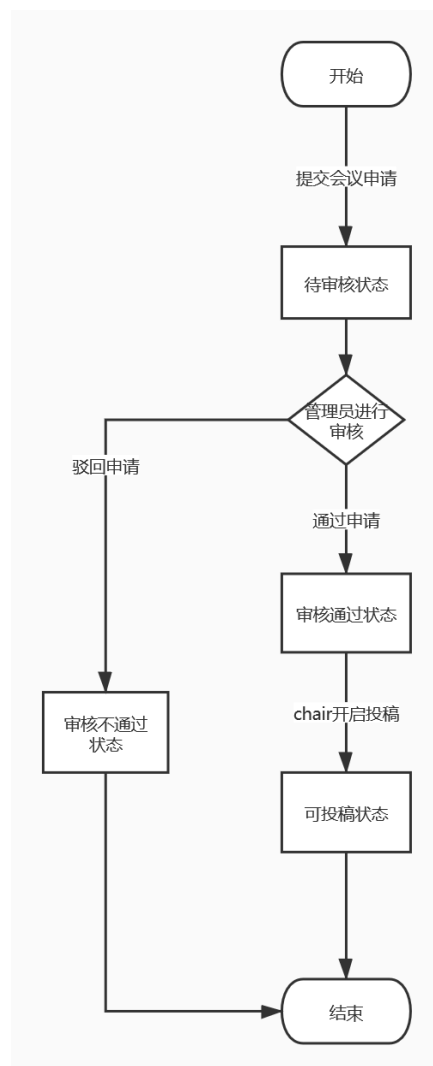 开始
提交会议申请
待审核状态
管理员进行
审核
驳回申请
通过申请
审核通过状态
chair开启投稿
审核不通过
状态
可投稿状态
结束